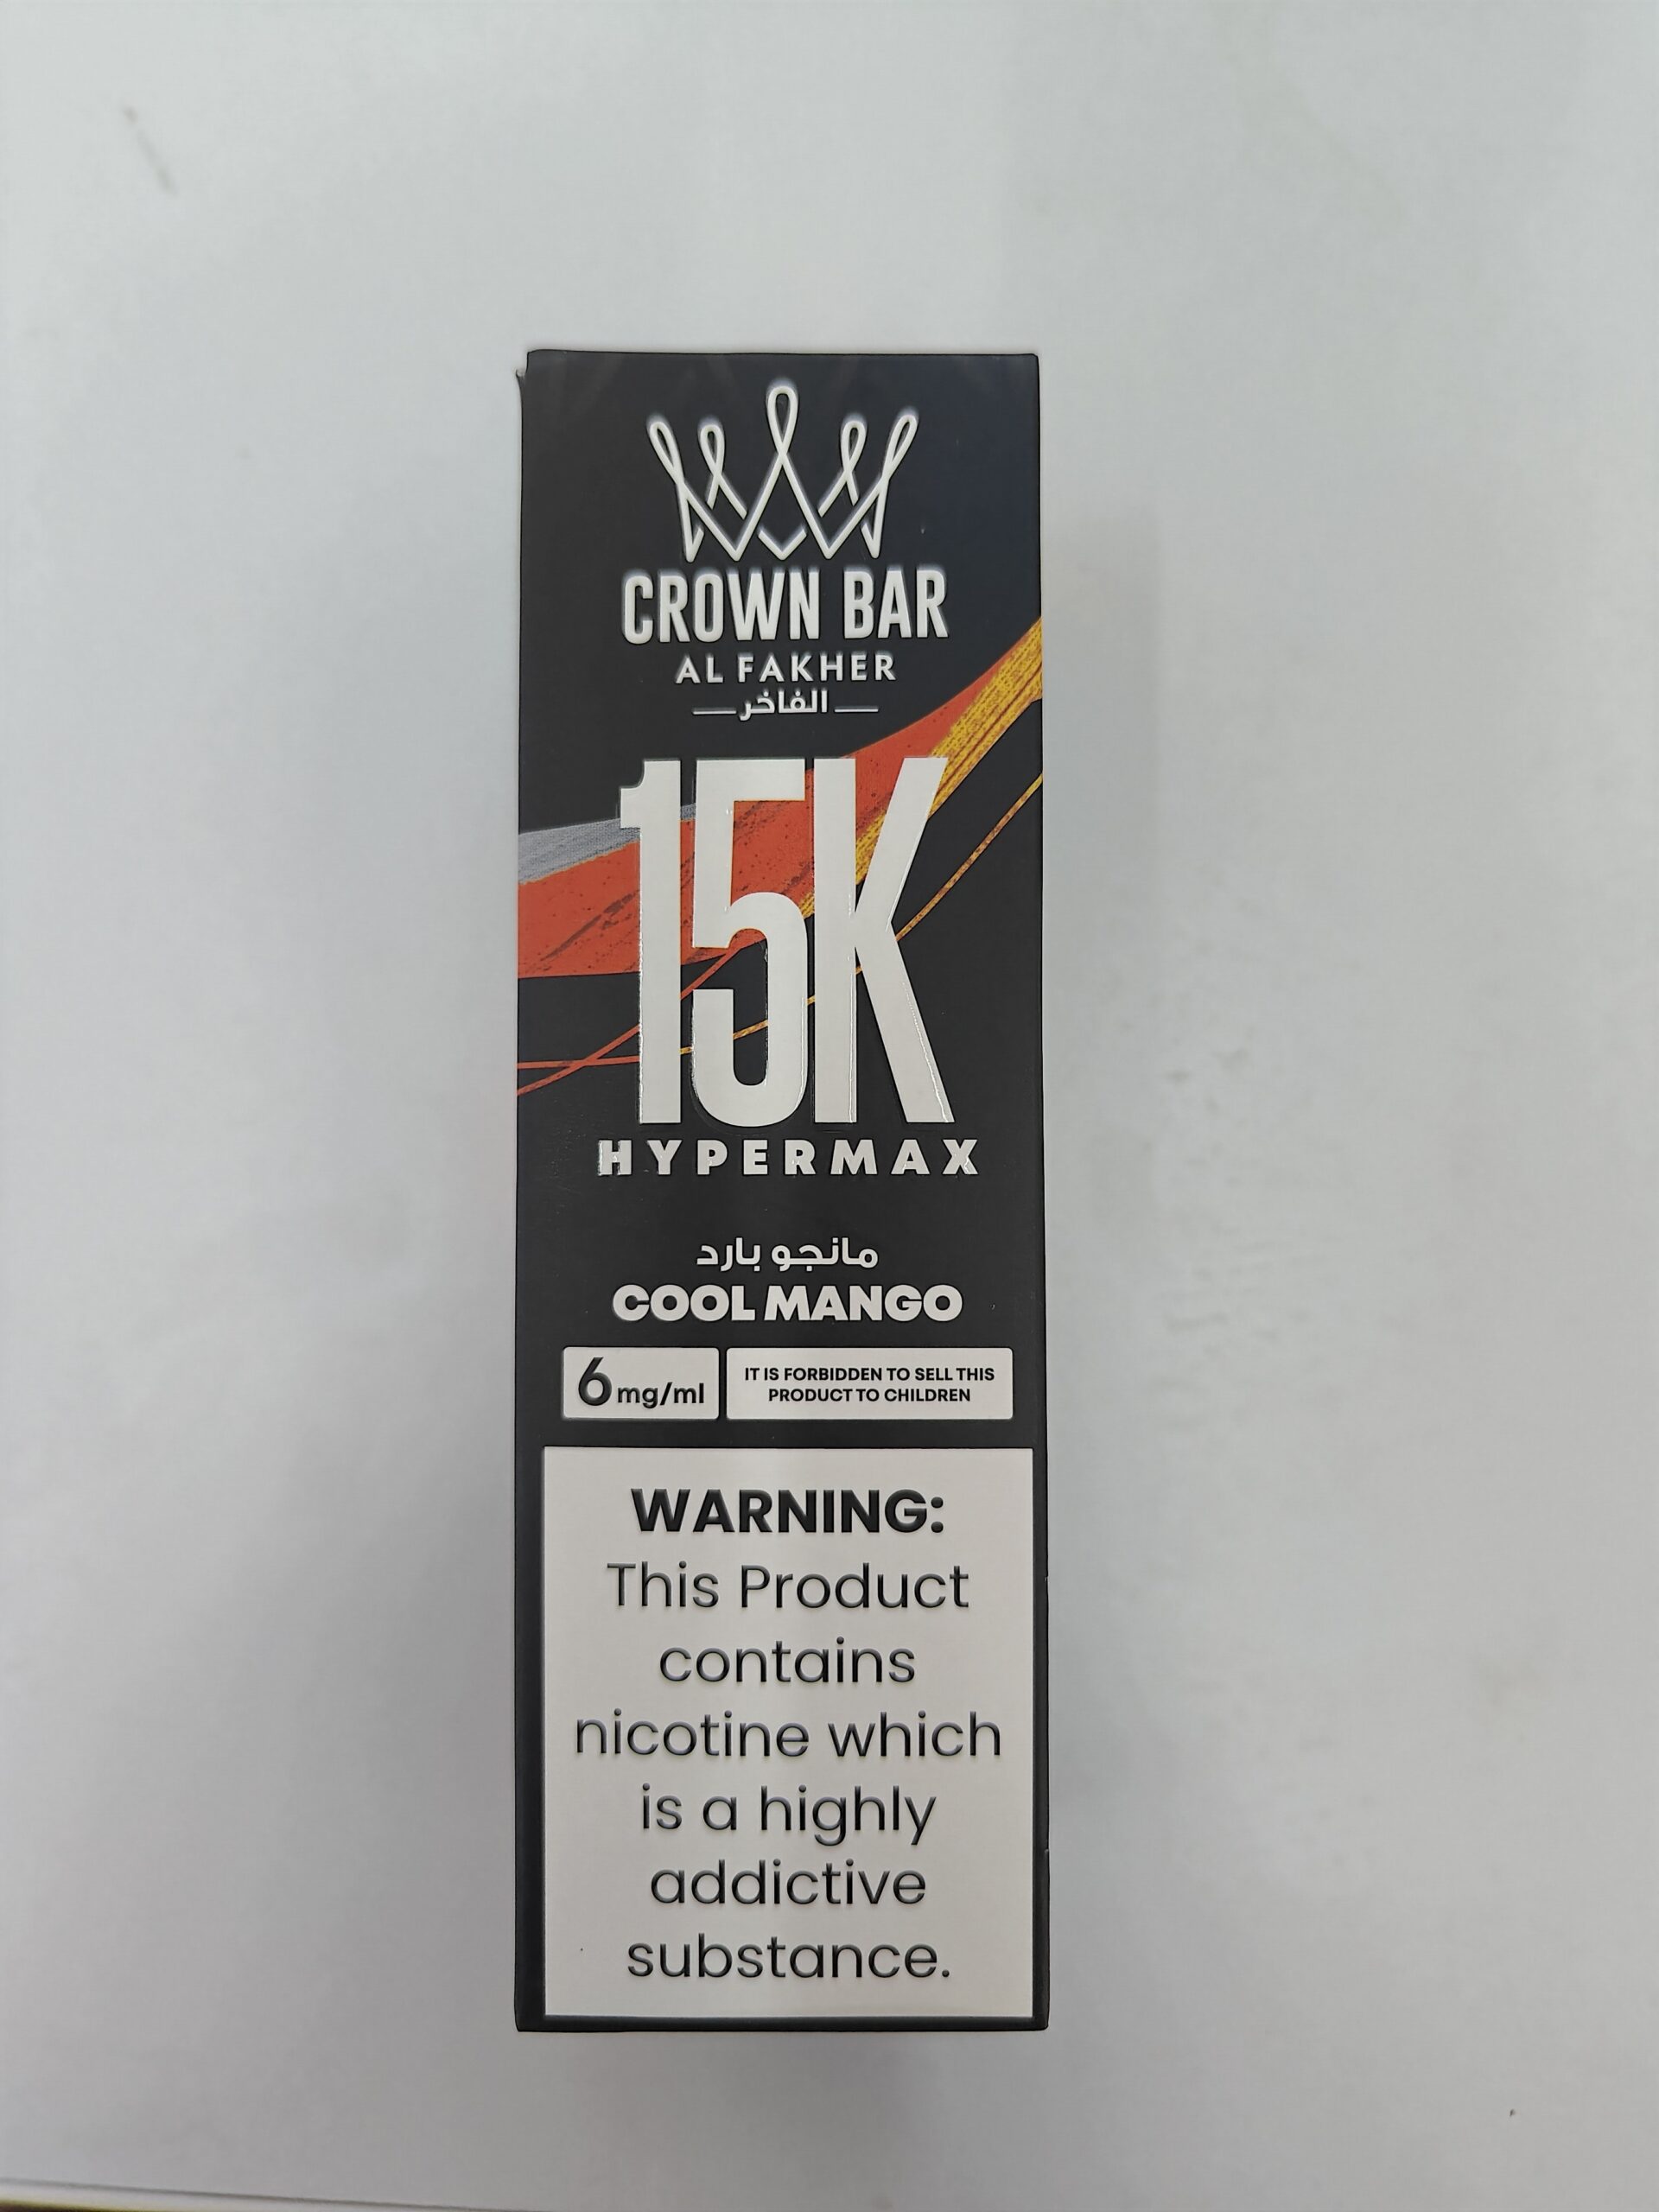 CROWN BAR
AL FAKHER
الفاخر
15K
HYPERMAX
مانجو بارد
COOL MANGO
6mg/ml
IT IS FORBIDDEN TO SELL THIS
PRODUCT TO CHILDREN
WARNING:
This Product
contains
nicotine which
is a highly
addictive
substance.